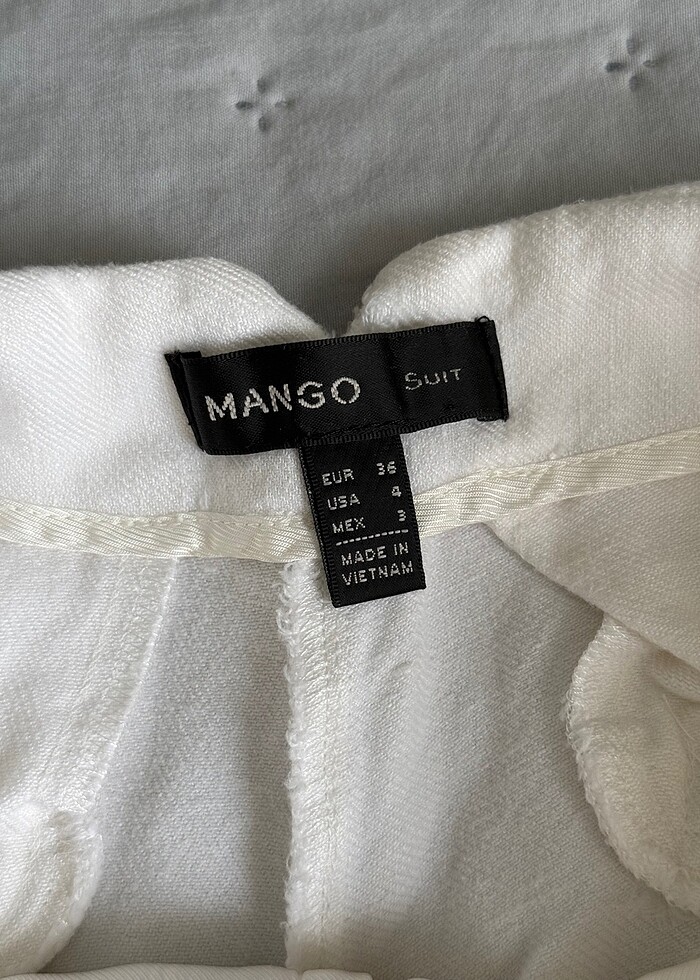 MANGO SUIT
EUR 36
USA 4
MEX 3
MADE IN
VIETNAM